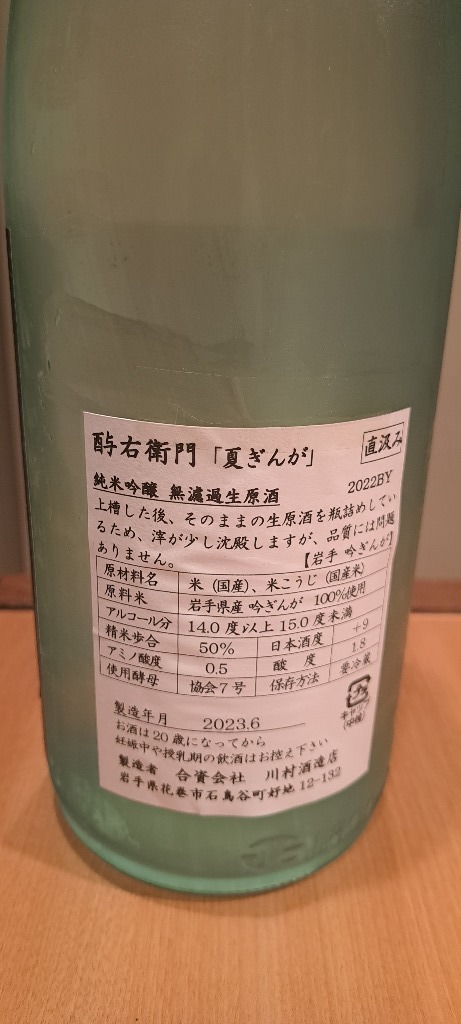 酉与右衛門「夏ぎんが」
直汲み
純米吟醸 無濾過生原酒
2022BY
上槽した後、そのままの生原酒を瓶詰めしてい
るため、滓が少し沈殿しますが、品質には問題
ありません。
【岩手 吟ぎんが】
原材料名 米（国産）、米こうじ（国産米）
原料米 岩手県産 吟ぎんが 100%使用
アルコール分 14.0 度以上 15.0 度未満
精米歩合 50% 日本酒度 +9
アミノ酸度 0.5 酸 度 1.8
使用酵母 協会7号 保存方法 要冷蔵
キャップ
(中栓)
製造年月 2023.6
お酒は20歳になってから
妊娠中や授乳期の飲酒はお控え下さい
製造者 合資会社 川村酒造店
岩手県花巻市石鳥谷町好地 12-132